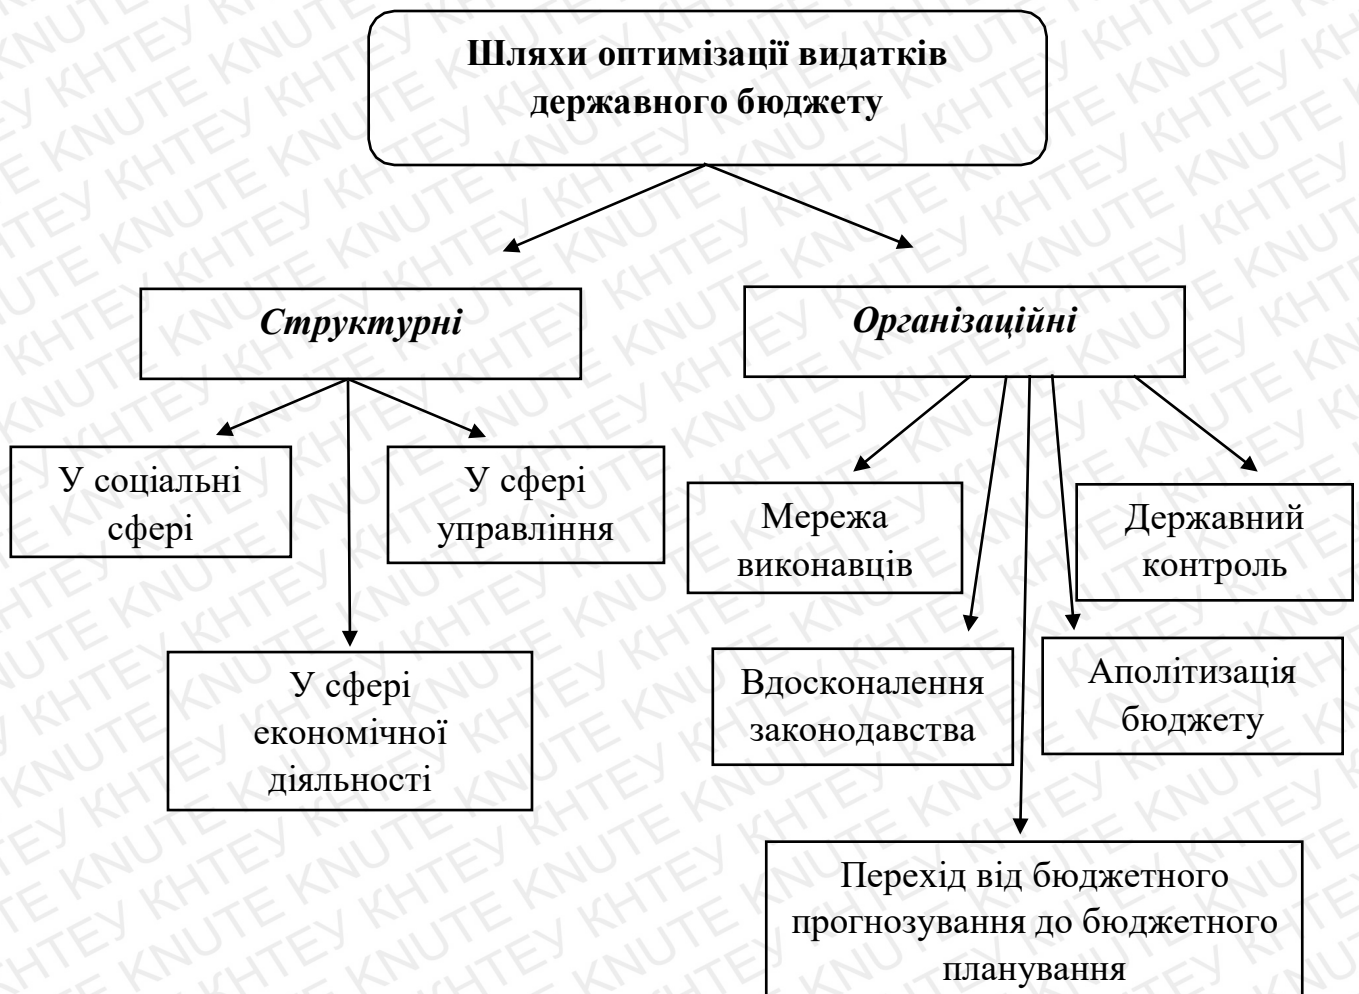 Шляхи оптимізації видатків
державного бюджету
Структурні
Організаційні
У соціальні
сфері
У сфері
управління
У сфері
економічної
діяльності
Мережа
виконавців
Державний
контроль
Вдосконалення
законодавства
Аполітизація
бюджету
Перехід від бюджетного
прогнозування до бюджетного
планування